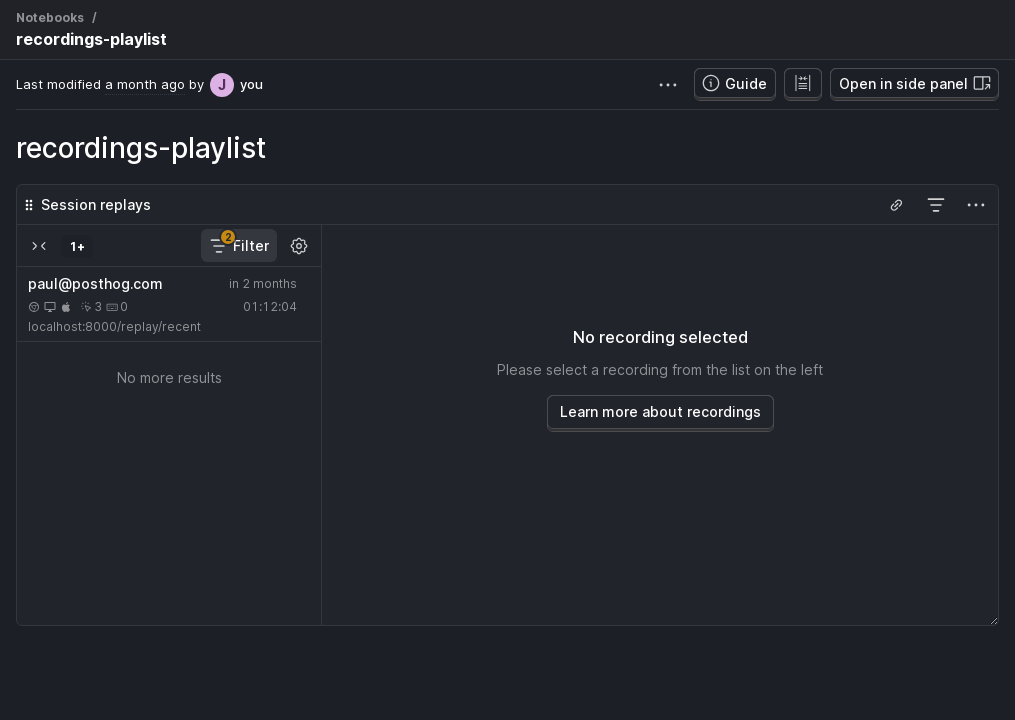 Notebooks /
recordings-playlist
Last modified a month ago by J you
Guide
Open in side panel
recordings-playlist
Session replays
1+
2
Filter
paul@posthog.com
in 2 months
3
0
01:12:04
localhost:8000/replay/recent
No more results
No recording selected
Please select a recording from the list on the left
Learn more about recordings